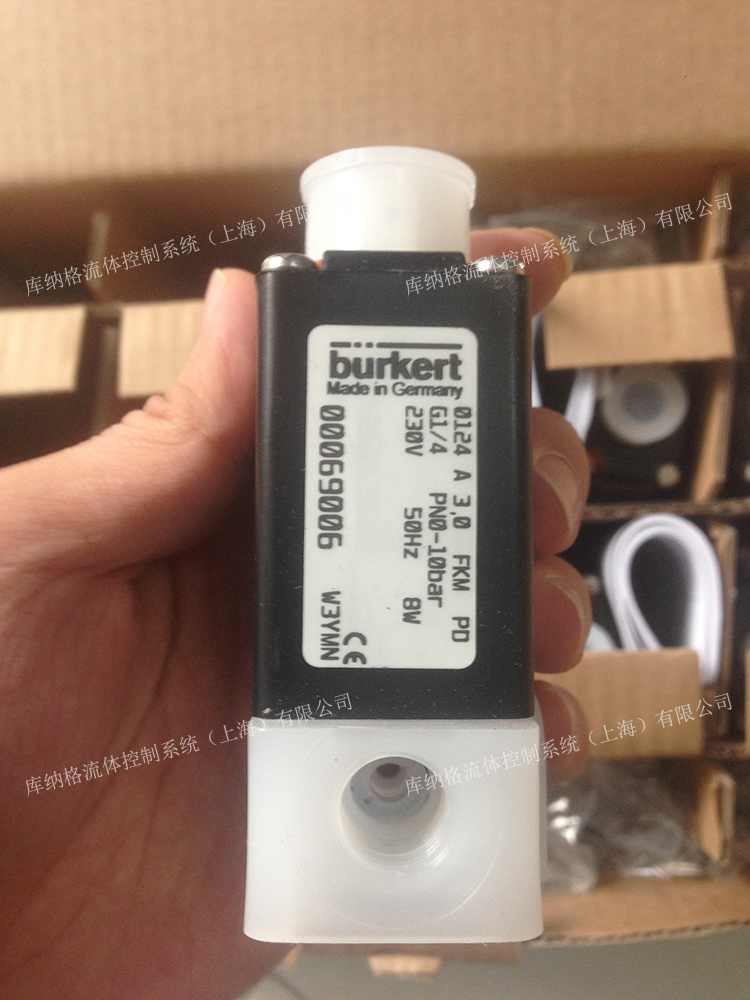 库纳格流体控制系统（上海）有限公司
库纳格流体控制系统（上海）有限公司
bürkert
Made in Germany
0124 A 3,0 FKM PD
G1/4 PN0-10bar
230V 50Hz 8W
00069006 W3YMN
CE
库纳格流体控制系统（上海）有限公司
库纳格流体控制系统（上海）有限公司